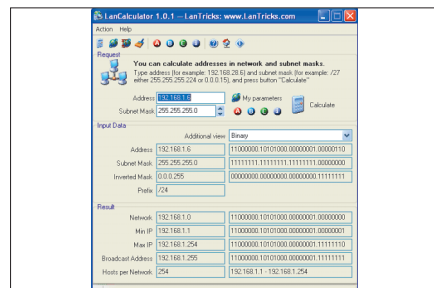 LanCalculator 1.0.1 -- LanTricks: www.LanTricks.com
Action Help
Request
You can calculate addresses in network and subnet masks.
Type address (for example: 192.168.28.6) and subnet mask (for example: /27
either 255.255.255.224 or 0.0.0.15), and press button "Calculate"
Address 192.168.1.6 My parameters
Subnet Mask 255.255.255.0 A B C Calculate
Input Data
Additional view: Binary
Address 192.168.1.6 11000000.10101000.00000001.00000110
Subnet Mask 255.255.255.0 11111111.11111111.11111111.00000000
Inverted Mask 0.0.0.255 00000000.00000000.00000000.11111111
Prefix /24
Result
Network 192.168.1.0 11000000.10101000.00000001.00000000
Min IP 192.168.1.1 11000000.10101000.00000001.00000001
Max IP 192.168.1.254 11000000.10101000.00000001.11111110
Broadcast Address 192.168.1.255 11000000.10101000.00000001.11111111
Hosts per Network 254 192.168.1.1 - 192.168.1.254